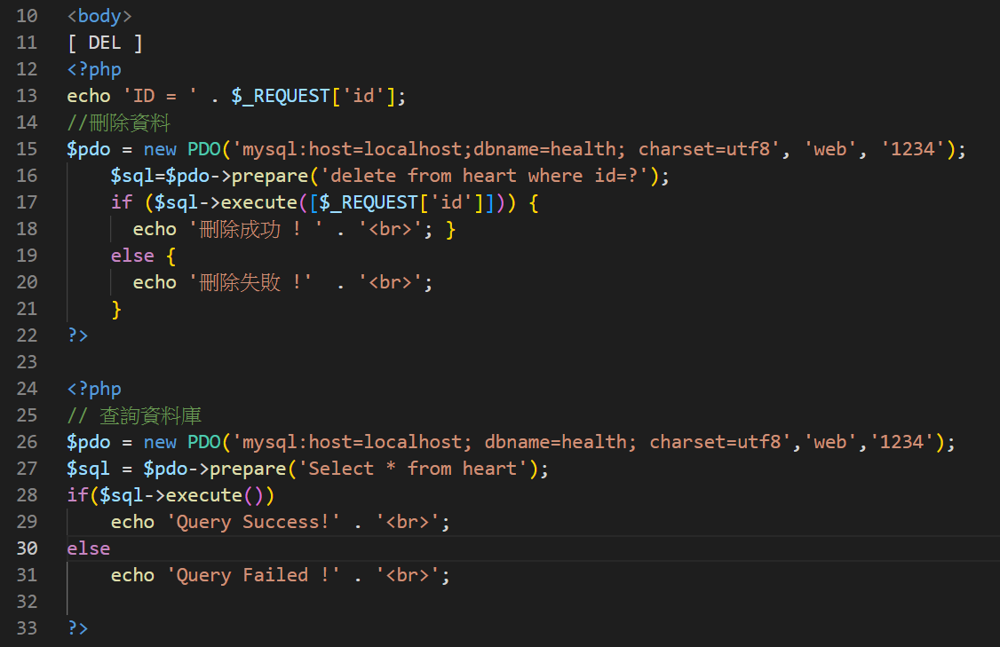 10 <body>
11 [ DEL ]
12 <?php
13 echo 'ID = ' . $_REQUEST['id'];
14 //刪除資料
15 $pdo = new PDO('mysql:host=localhost;dbname=health; charset=utf8', 'web', '1234');
16 $sql=$pdo->prepare('delete from heart where id=?');
17 if ($sql->execute([$_REQUEST['id']])) {
18 echo '刪除成功 ! ' . '<br>'; }
19 else {
20 echo '刪除失敗 !'  . '<br>';
21 }
22 ?>
23
24 <?php
25 // 查詢資料庫
26 $pdo = new PDO('mysql:host=localhost; dbname=health; charset=utf8','web','1234');
27 $sql = $pdo->prepare('Select * from heart');
28 if($sql->execute())
29 echo 'Query Success!' . '<br>';
30 else
31 echo 'Query Failed !' . '<br>';
32
33 ?>